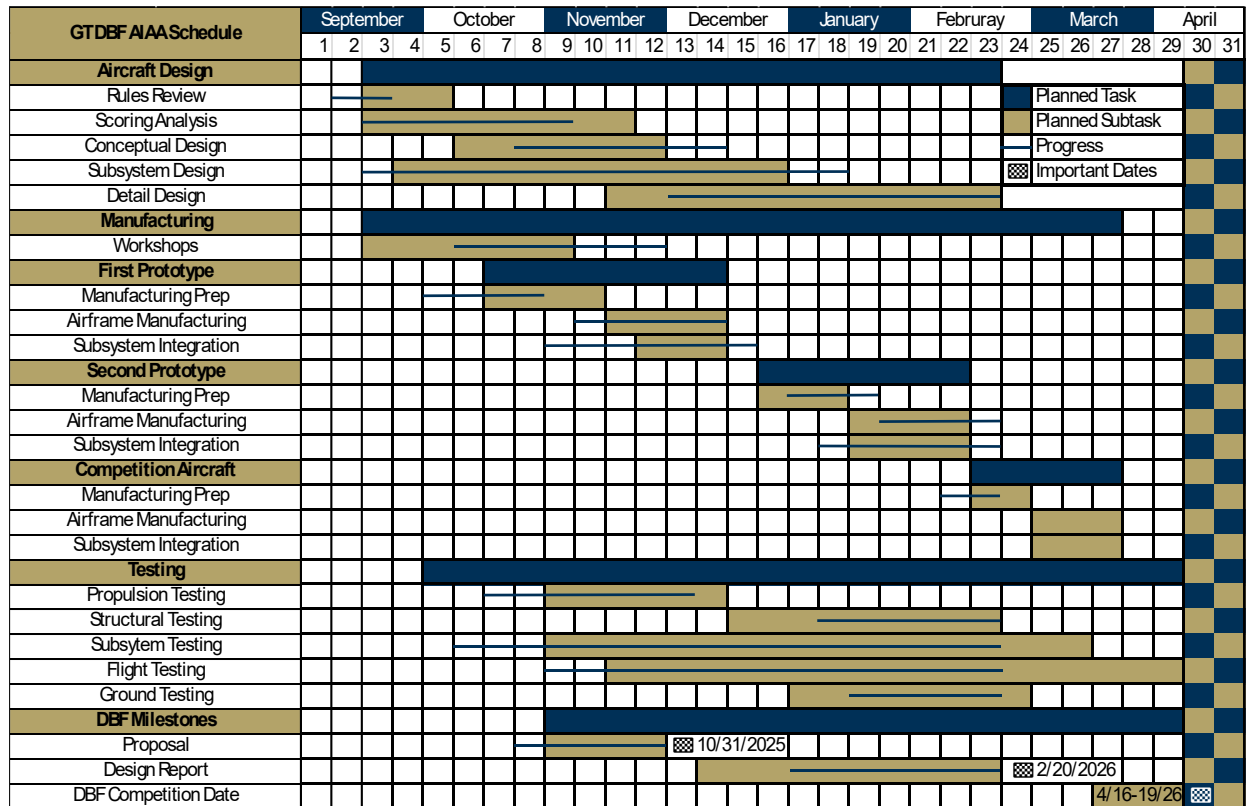 GTDBF AIAA Schedule
September October November December January Februray March April
1 2 3 4 5 6 7 8 9 10 11 12 13 14 15 16 17 18 19 20 21 22 23 24 25 26 27 28 29 30 31
Aircraft Design
Rules Review
Planned Task
Scoring Analysis
Planned Subtask
Conceptual Design
Progress
Subsystem Design
Important Dates
Detail Design
Manufacturing
Workshops
First Prototype
Manufacturing Prep
Airframe Manufacturing
Subsystem Integration
Second Prototype
Manufacturing Prep
Airframe Manufacturing
Subsystem Integration
Competition Aircraft
Manufacturing Prep
Airframe Manufacturing
Subsystem Integration
Testing
Propulsion Testing
Structural Testing
Subsytem Testing
Flight Testing
Ground Testing
DBF Milestones
Proposal
10/31/2025
Design Report
2/20/2026
DBF Competition Date
4/16-19/26